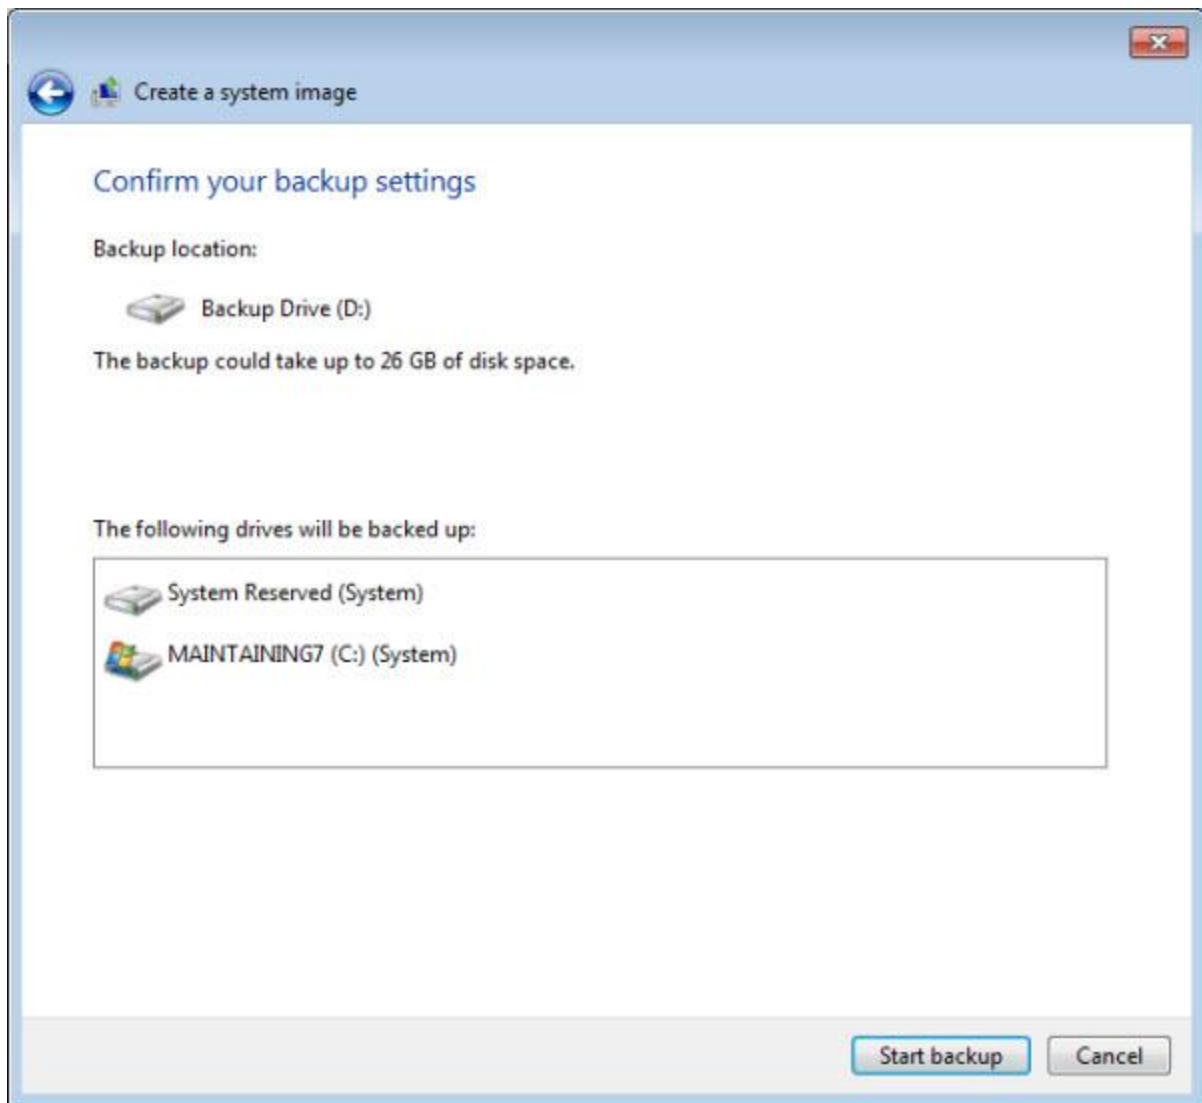 Create a system image
Confirm your backup settings
Backup location:
Backup Drive (D:)
The backup could take up to 26 GB of disk space.
The following drives will be backed up:
System Reserved (System)
MAINTAINING7 (C:) (System)
Start backup Cancel